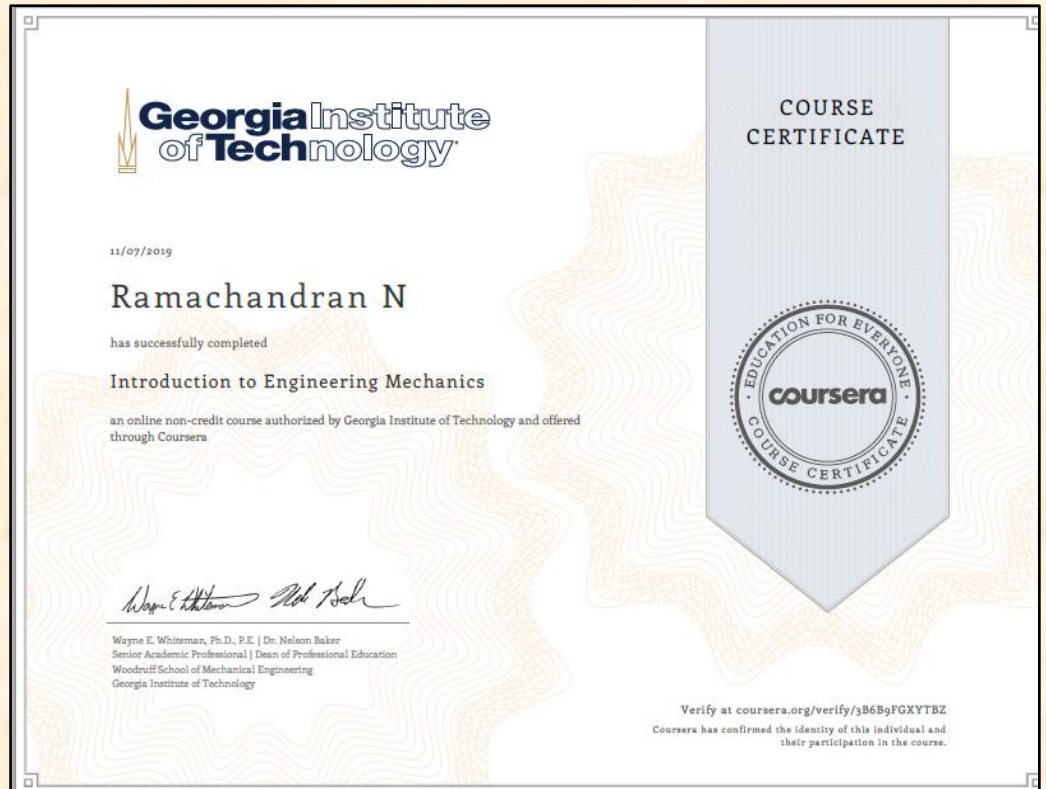 Georgia Institute
of Technology
COURSE
CERTIFICATE
11/07/2019
Ramachandran N
has successfully completed
Introduction to Engineering Mechanics
an online non-credit course authorized by Georgia Institute of Technology and offered
through Coursera
EDUCATION FOR EVERYONE
coursera
COURSE CERTIFICATE
Wayne E. Whiteman, Ph.D., P.E. | Dr. Nelson Baker
Senior Academic Professional | Dean of Professional Education
Woodruff School of Mechanical Engineering
Georgia Institute of Technology
Verify at coursera.org/verify/3B6B9FGXYTBZ
Coursera has confirmed the identity of this individual and
their participation in the course.